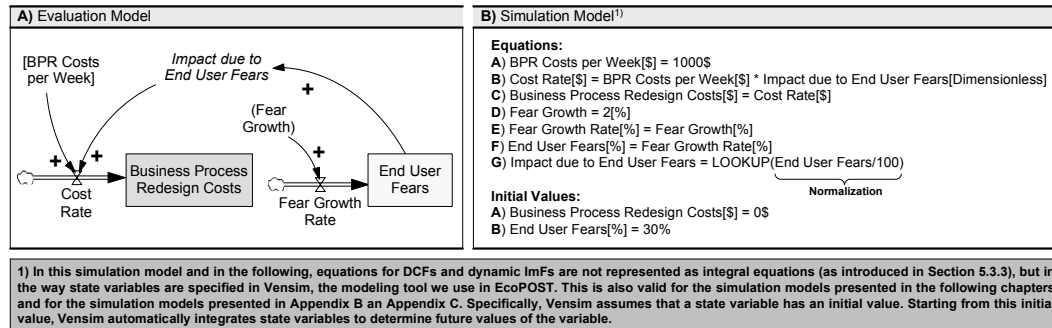 A) Evaluation Model
[BPR Costs
per Week]
Impact due to
End User Fears
(Fear
Growth)
+
+
+
+
Business Process
Redesign Costs
End User
Fears
Cost
Rate
Fear Growth
Rate
B) Simulation Model1)
Equations:
A) BPR Costs per Week[$] = 1000$
B) Cost Rate[$] = BPR Costs per Week[$] * Impact due to End User Fears[Dimensionless]
C) Business Process Redesign Costs[$] = Cost Rate[$]
D) Fear Growth = 2[%]
E) Fear Growth Rate[%] = Fear Growth[%]
F) End User Fears[%] = Fear Growth Rate[%]
G) Impact due to End User Fears = LOOKUP(End User Fears/100)
Normalization
Initial Values:
A) Business Process Redesign Costs[$] = 0$
B) End User Fears[%] = 30%
1) In this simulation model and in the following, equations for DCFs and dynamic ImFs are not represented as integral equations (as introduced in Section 5.3.3), but in
the way state variables are specified in Vensim, the modeling tool we use in EcoPOST. This is also valid for the simulation models presented in the following chapters
and for the simulation models presented in Appendix B an Appendix C. Specifically, Vensim assumes that a state variable has an initial value. Starting from this initial
value, Vensim automatically integrates state variables to determine future values of the variable.